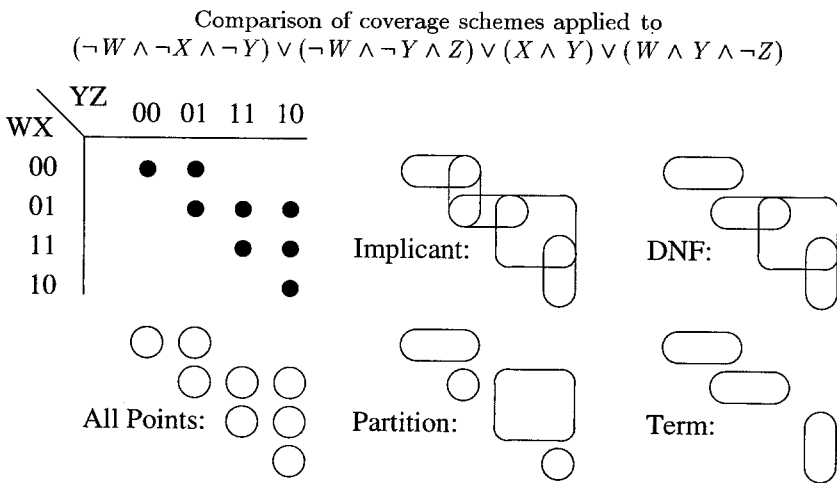 Comparison of coverage schemes applied to
(¬W ∧ ¬X ∧ ¬Y) ∨ (¬W ∧ ¬Y ∧ Z) ∨ (X ∧ Y) ∨ (W ∧ Y ∧ ¬Z)
YZ 00 01 11 10
WX
00
01
11
10
Implicant:
DNF:
All Points:
Partition:
Term: